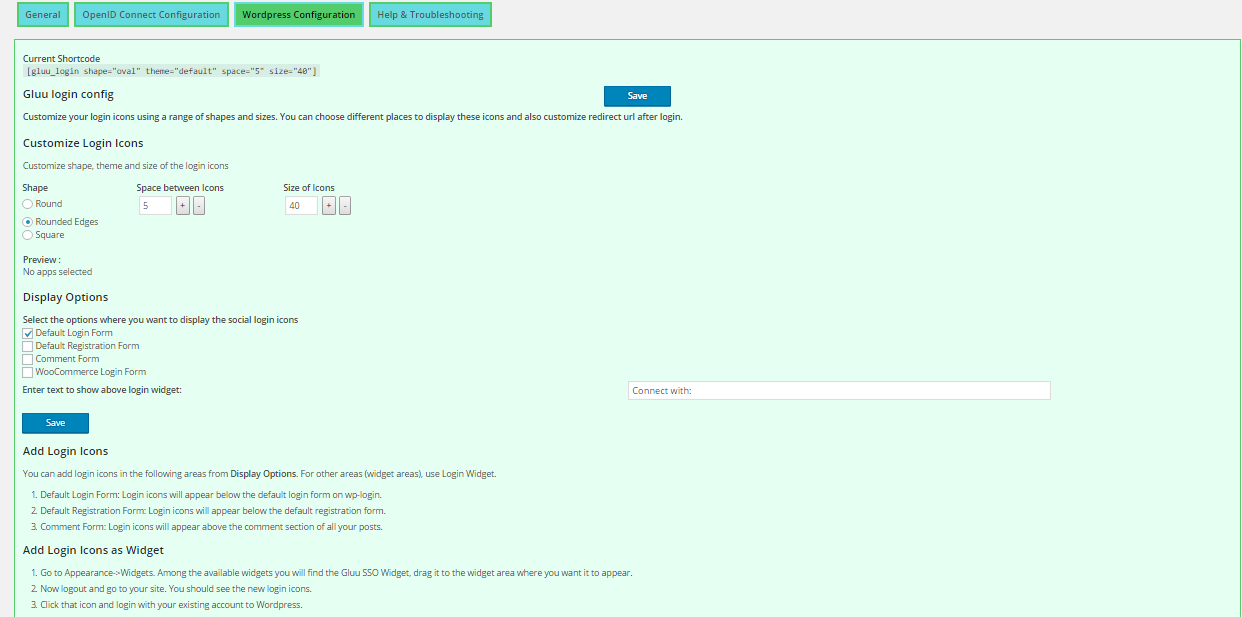 General OpenID Connect Configuration Wordpress Configuration Help & Troubleshooting
Current Shortcode
[gluu_login shape="oval" theme="default" space="5" size="40"]
Gluu login config Save
Customize your login icons using a range of shapes and sizes. You can choose different places to display these icons and also customize redirect url after login.
Customize Login Icons
Customize shape, theme and size of the login icons
Shape Space between Icons Size of Icons
Round 5 + - 40 + -
Rounded Edges
Square
Preview :
No apps selected
Display Options
Select the options where you want to display the social login icons
Default Login Form
Default Registration Form
Comment Form
WooCommerce Login Form
Enter text to show above login widget: Connect with:
Save
Add Login Icons
You can add login icons in the following areas from Display Options. For other areas (widget areas), use Login Widget.
1. Default Login Form: Login icons will appear below the default login form on wp-login.
2. Default Registration Form: Login icons will appear below the default registration form.
3. Comment Form: Login icons will appear above the comment section of all your posts.
Add Login Icons as Widget
1. Go to Appearance->Widgets. Among the available widgets you will find the Gluu SSO Widget, drag it to the widget area where you want it to appear.
2. Now logout and go to your site. You should see the new login icons.
3. Click that icon and login with your existing account to Wordpress.